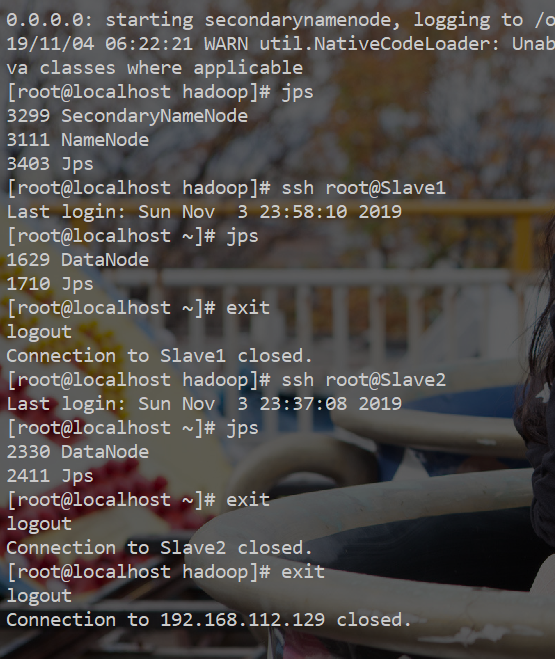 0.0.0.0: starting secondarynamenode, logging to /o
19/11/04 06:22:21 WARN util.NativeCodeLoader: Unab
va classes where applicable
[root@localhost hadoop]# jps
3299 SecondaryNameNode
3111 NameNode
3403 Jps
[root@localhost hadoop]# ssh root@Slave1
Last login: Sun Nov  3 23:58:10 2019
[root@localhost ~]# jps
1629 DataNode
1710 Jps
[root@localhost ~]# exit
logout
Connection to Slave1 closed.
[root@localhost hadoop]# ssh root@Slave2
Last login: Sun Nov  3 23:37:08 2019
[root@localhost ~]# jps
2330 DataNode
2411 Jps
[root@localhost ~]# exit
logout
Connection to Slave2 closed.
[root@localhost hadoop]# exit
logout
Connection to 192.168.112.129 closed.